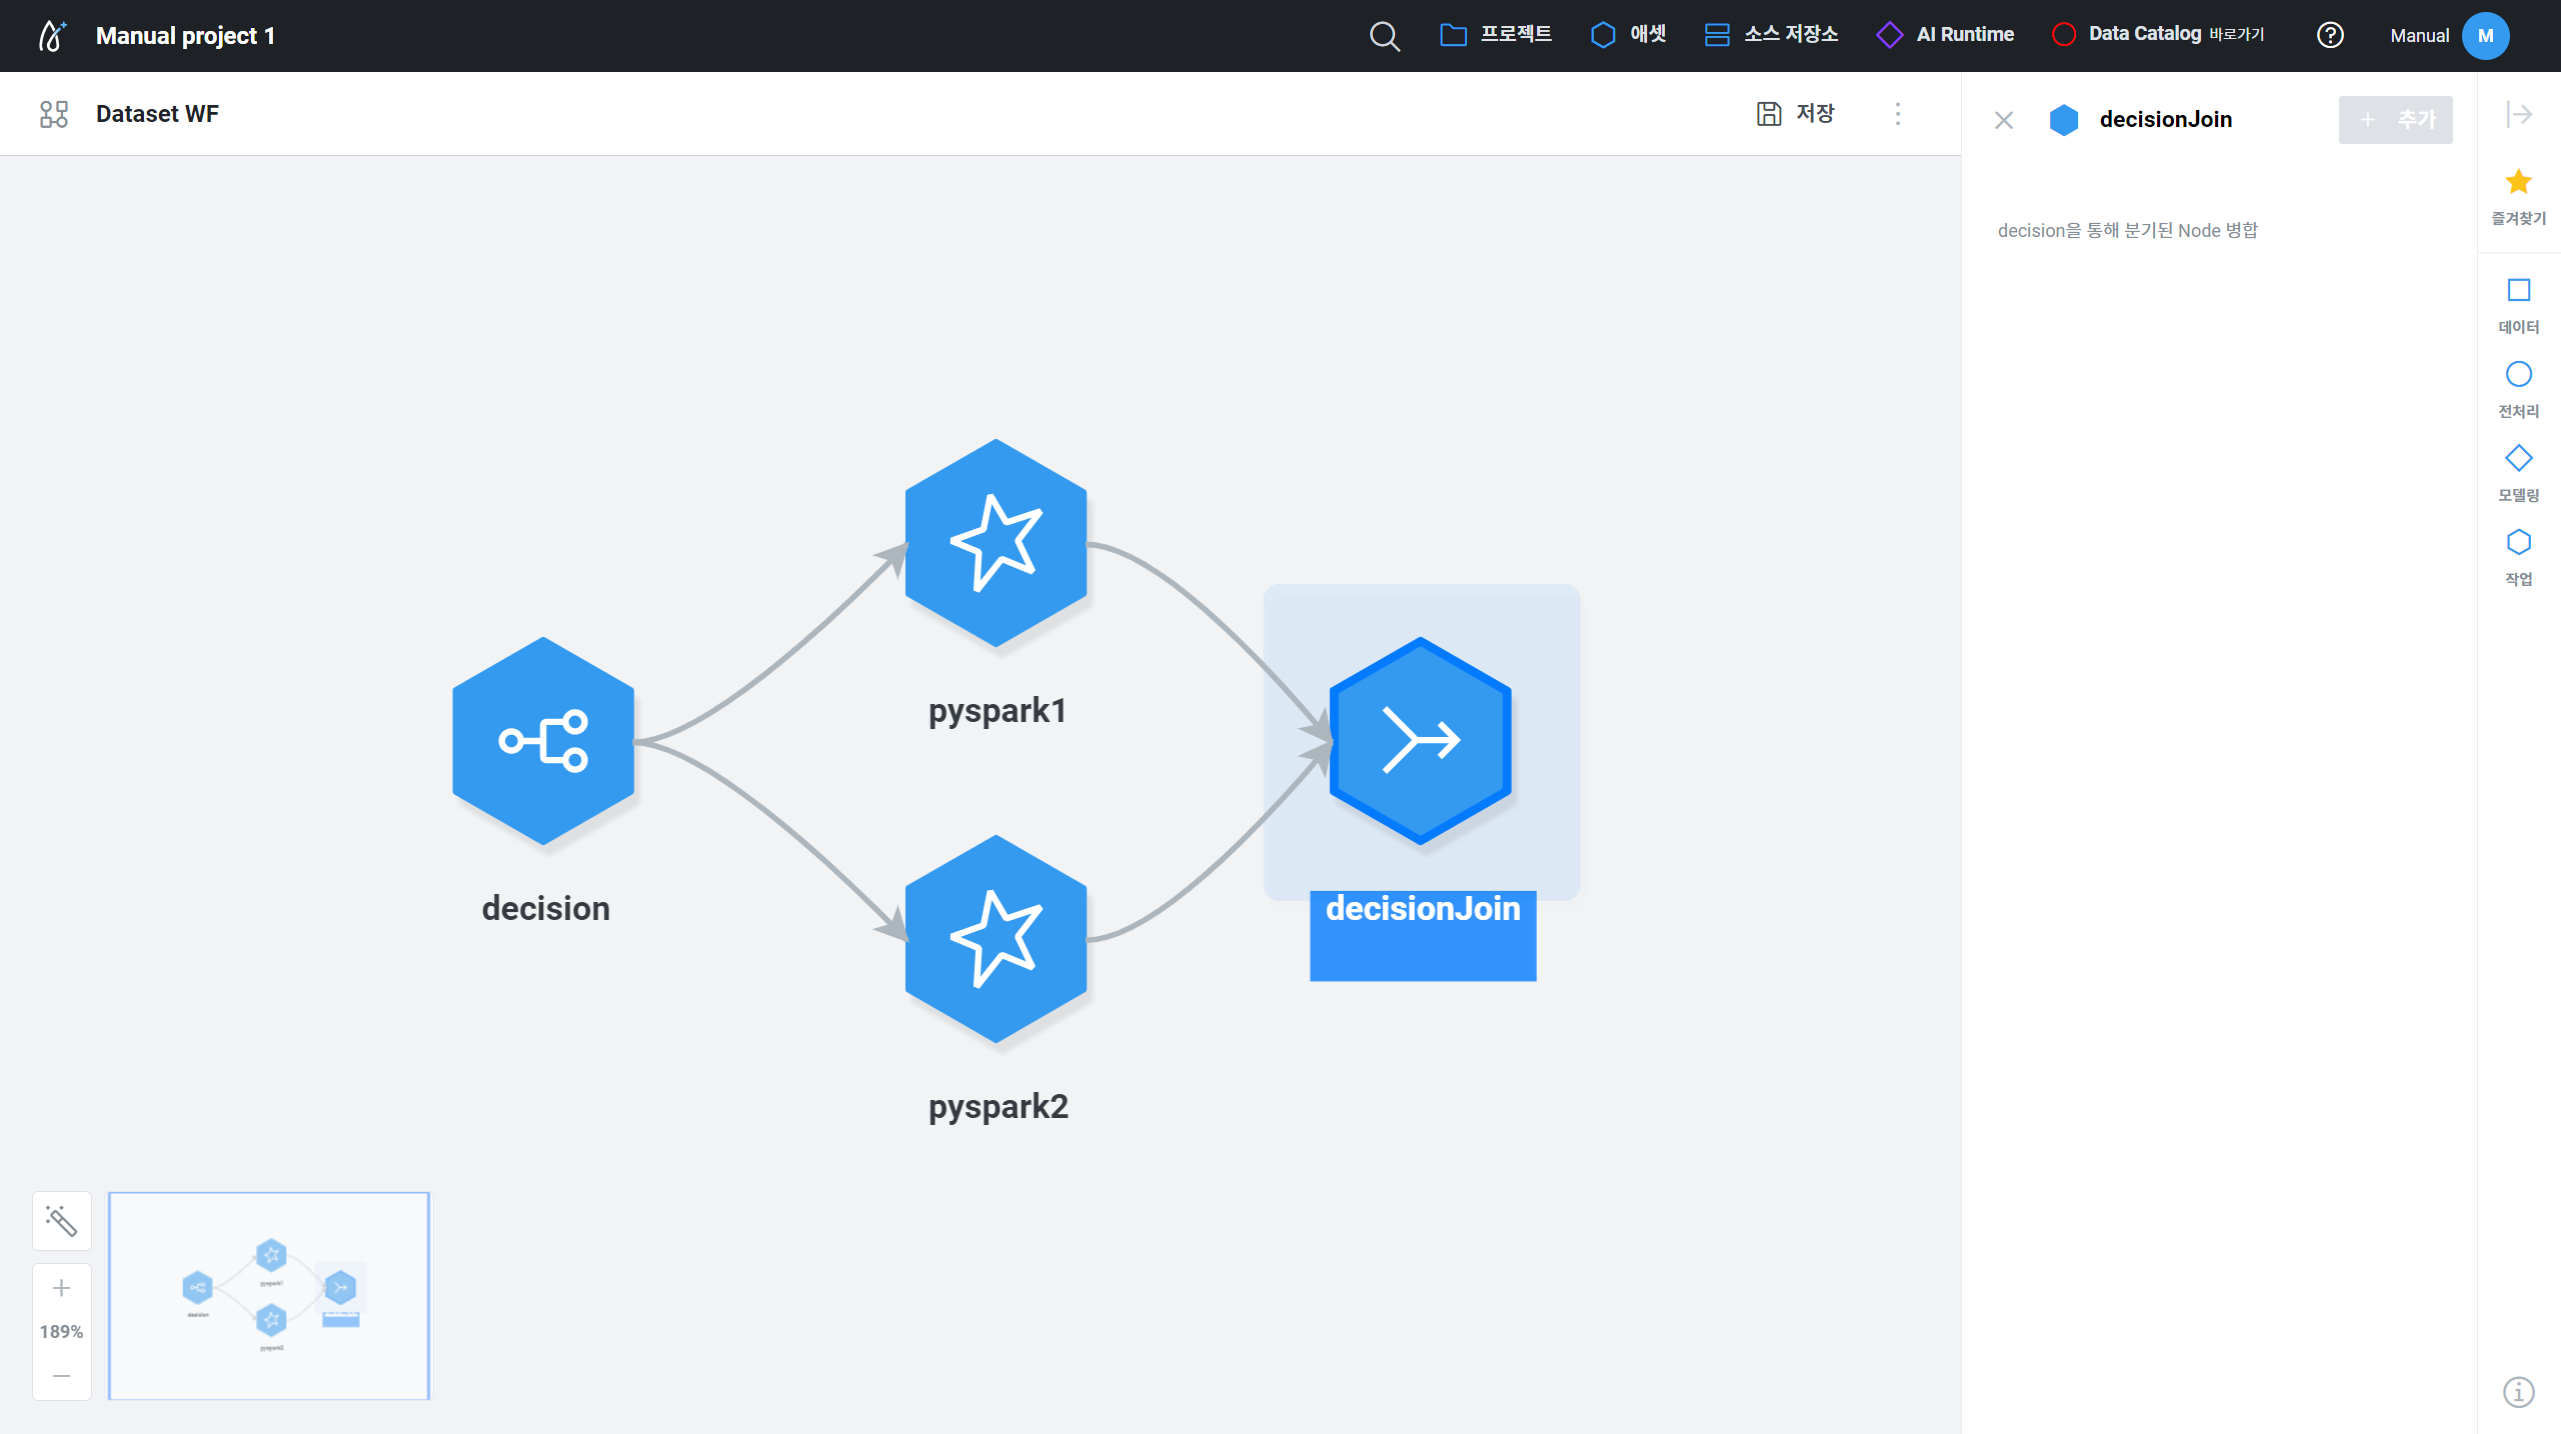 Manual project 1
프로젝트
애셋
소스 저장소
AI Runtime
Data Catalog 바로가기
Manual
M
Dataset WF
저장
decisionJoin
+ 추가
즐겨찾기
decision을 통해 분기된 Node 병합
데이터
전처리
모델링
작업
pyspark1
decision
decisionJoin
pyspark2
189%
decision
pyspark1
pyspark2